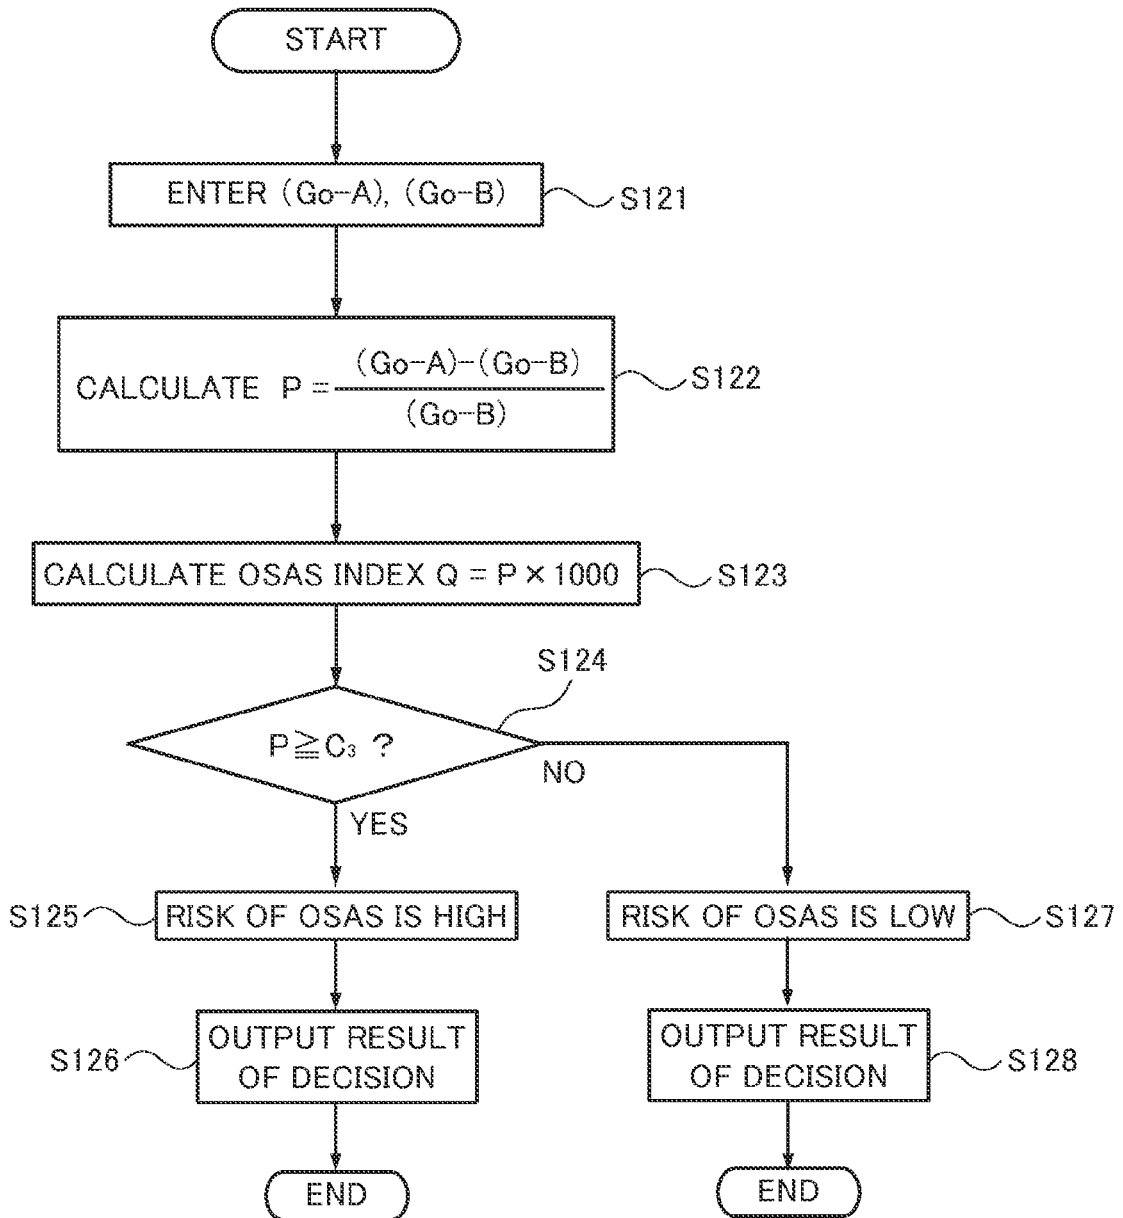 START
ENTER (Go-A), (Go-B)
S121
(Go-A)-(Go-B)
CALCULATE P =
(Go-B)
S122
CALCULATE OSAS INDEX Q = P × 1000
S123
S124
P≧C₃ ?
NO
YES
S125
RISK OF OSAS IS HIGH
RISK OF OSAS IS LOW
S127
OUTPUT RESULT
OF DECISION
S126
OUTPUT RESULT
OF DECISION
S128
END
END